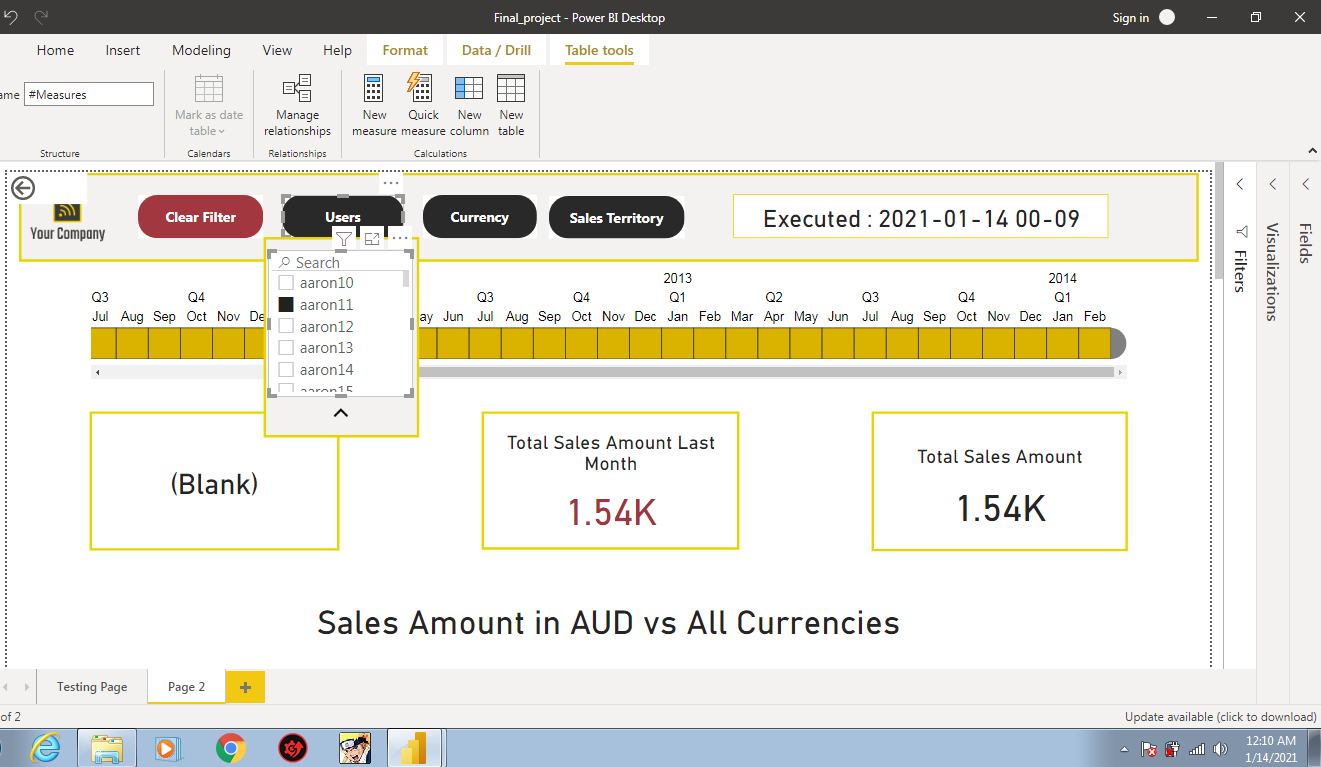 Final_project - Power BI Desktop
Sign in
Home Insert Modeling View Help Format Data / Drill Table tools
ame #Measures
Mark as date
table
Manage
relationships
New
measure
Quick
measure
New
column
New
table
Structure
Calendars
Relationships
Calculations
Your Company
Clear Filter
Users
Currency
Sales Territory
Executed : 2021-01-14 00-09
Filters
Visualizations
Fields
Search
aaron10
aaron11
aaron12
aaron13
aaron14
aaron15
2013 2014
Q3 Q4 Q3 Q4 Q1 Q2 Q3 Q4 Q1
Jul Aug Sep Oct Nov De ay Jun Jul Aug Sep Oct Nov Dec Jan Feb Mar Apr May Jun Jul Aug Sep Oct Nov Dec Jan Feb
(Blank)
Total Sales Amount Last
Month
1.54K
Total Sales Amount
1.54K
Sales Amount in AUD vs All Currencies
Testing Page
Page 2
of 2
Update available (click to download)
12:10 AM
1/14/2021